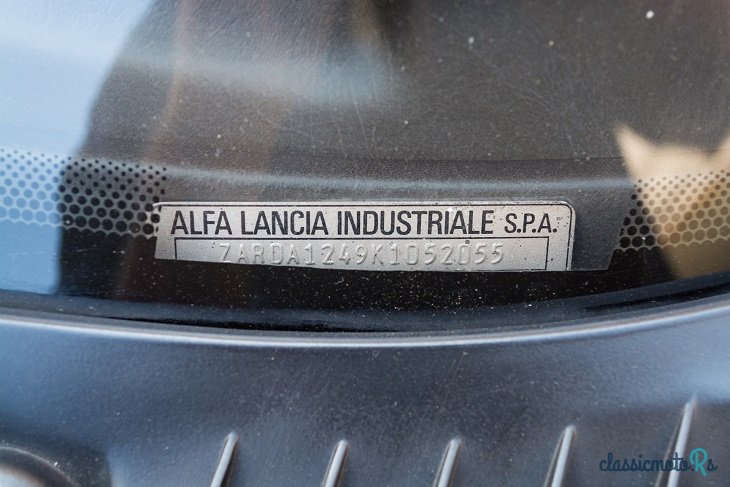 ALFA LANCIA INDUSTRIALE S.P.A.
ZARDA1249K1052055
classicmotoRs